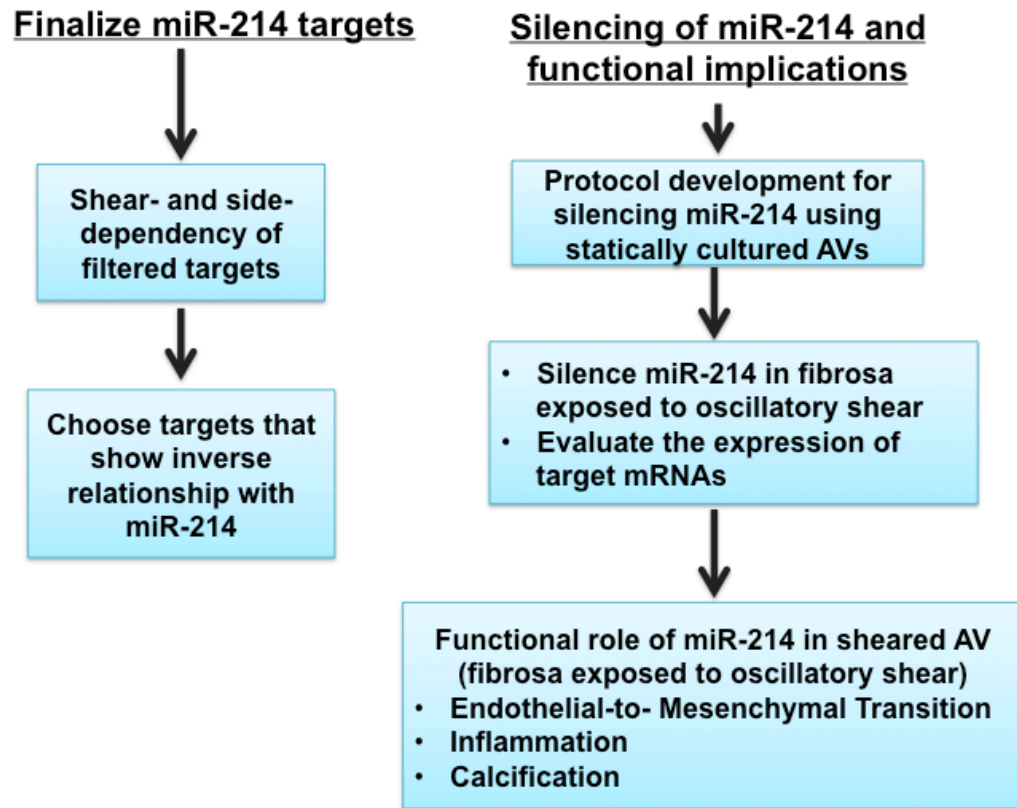 Finalize miR-214 targets
Shear- and side-
dependency of
filtered targets
Choose targets that
show inverse
relationship with
miR-214
Silencing of miR-214 and
functional implications
Protocol development for
silencing miR-214 using
statically cultured AVs
• Silence miR-214 in fibrosa
exposed to oscillatory shear
• Evaluate the expression of
target mRNAs
Functional role of miR-214 in sheared AV
(fibrosa exposed to oscillatory shear)
• Endothelial-to- Mesenchymal Transition
• Inflammation
• Calcification